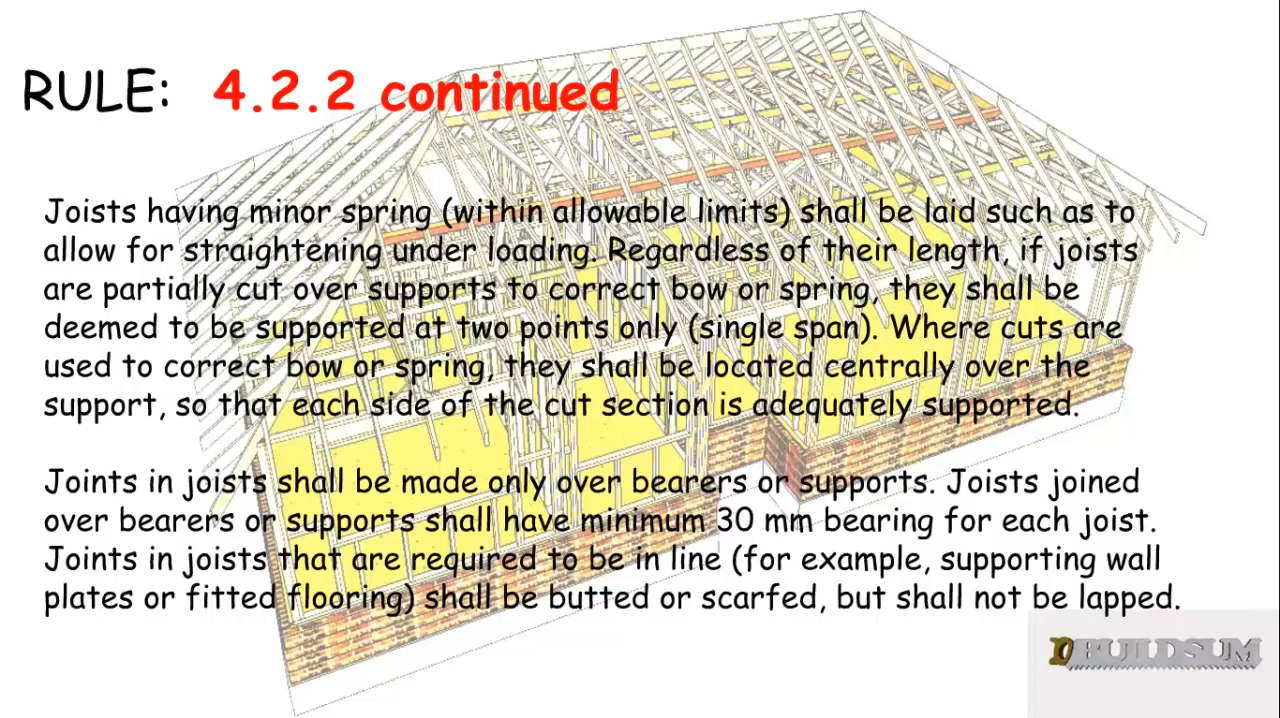 RULE: 4.2.2 continued
Joists having minor spring (within allowable limits) shall be laid such as to
allow for straightening under loading. Regardless of their length, if joists
are partially cut over supports to correct bow or spring, they shall be
deemed to be supported at two points only (single span). Where cuts are
used to correct bow or spring, they shall be located centrally over the
support, so that each side of the cut section is adequately supported.
Joints in joists shall be made only over bearers or supports. Joists joined
over bearers or supports shall have minimum 30 mm bearing for each joist.
Joints in joists that are required to be in line (for example, supporting wall
plates or fitted flooring) shall be butted or scarfed, but shall not be lapped.
BUILDSUM